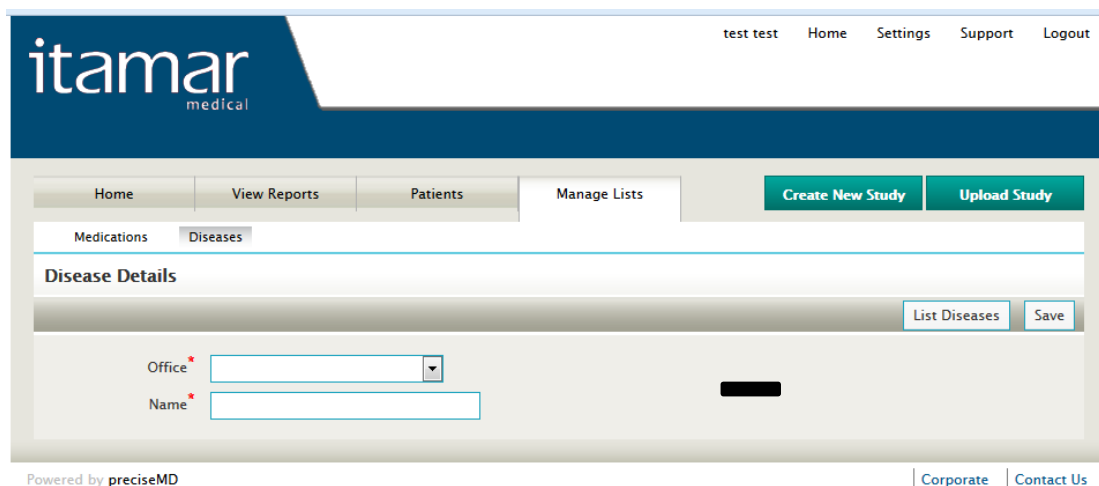 itamar
medical
test test Home Settings Support Logout
Home View Reports Patients Manage Lists Create New Study Upload Study
Medications Diseases
Disease Details
List Diseases Save
Office*
Name*
Powered by preciseMD Corporate Contact Us